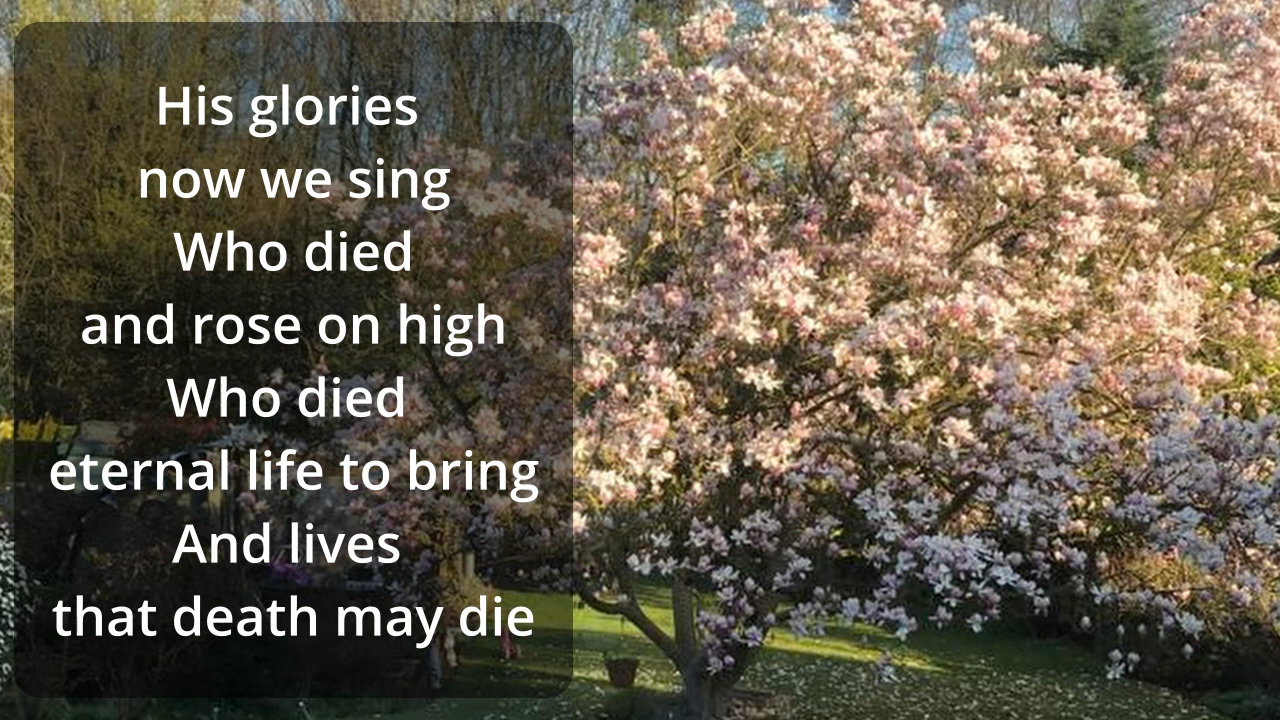 His glories
now we sing
Who died
and rose on high
Who died
eternal life to bring
And lives
that death may die